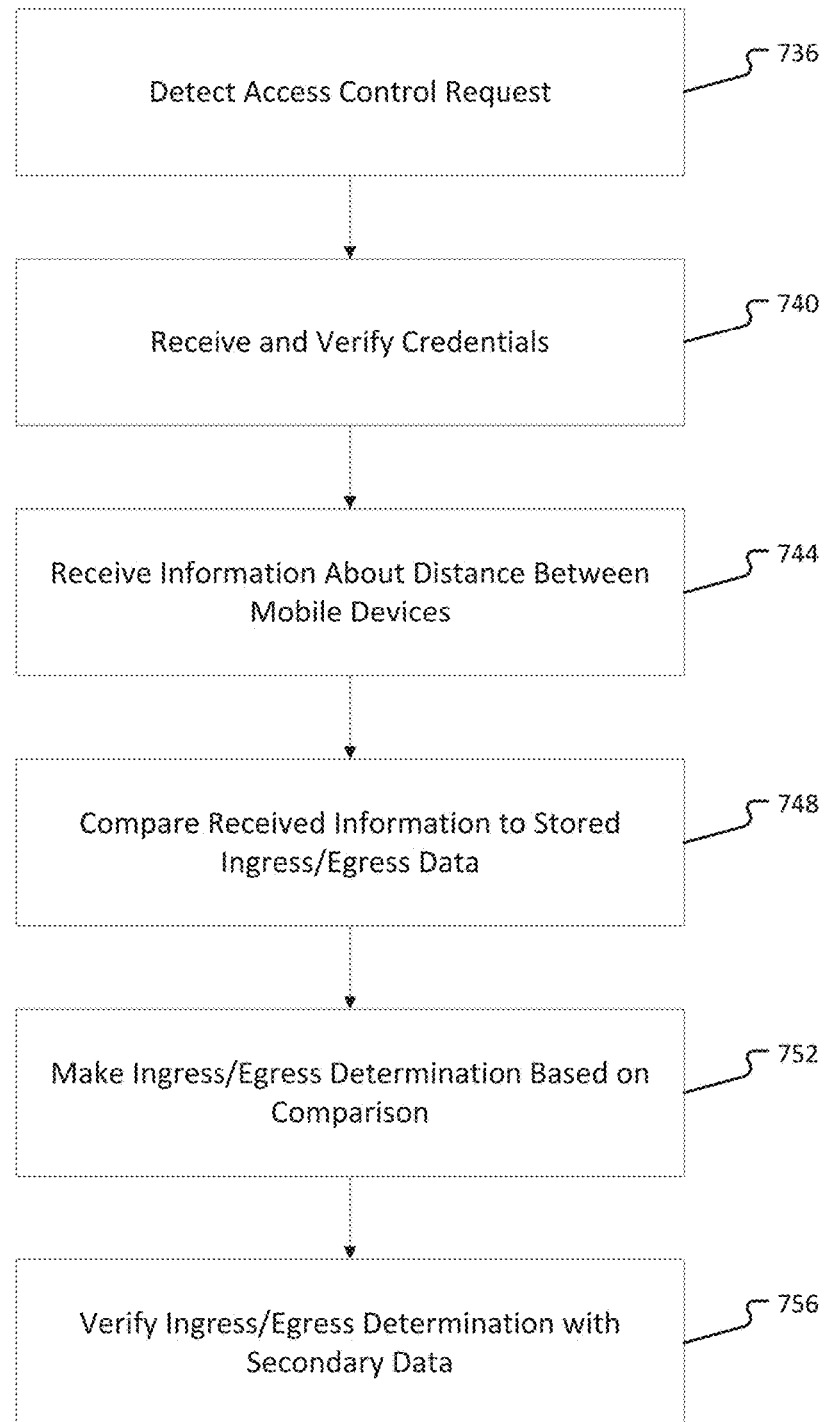 Detect Access Control Request
736
Receive and Verify Credentials
740
Receive Information About Distance Between
Mobile Devices
744
Compare Received Information to Stored
Ingress/Egress Data
748
Make Ingress/Egress Determination Based on
Comparison
752
Verify Ingress/Egress Determination with
Secondary Data
756